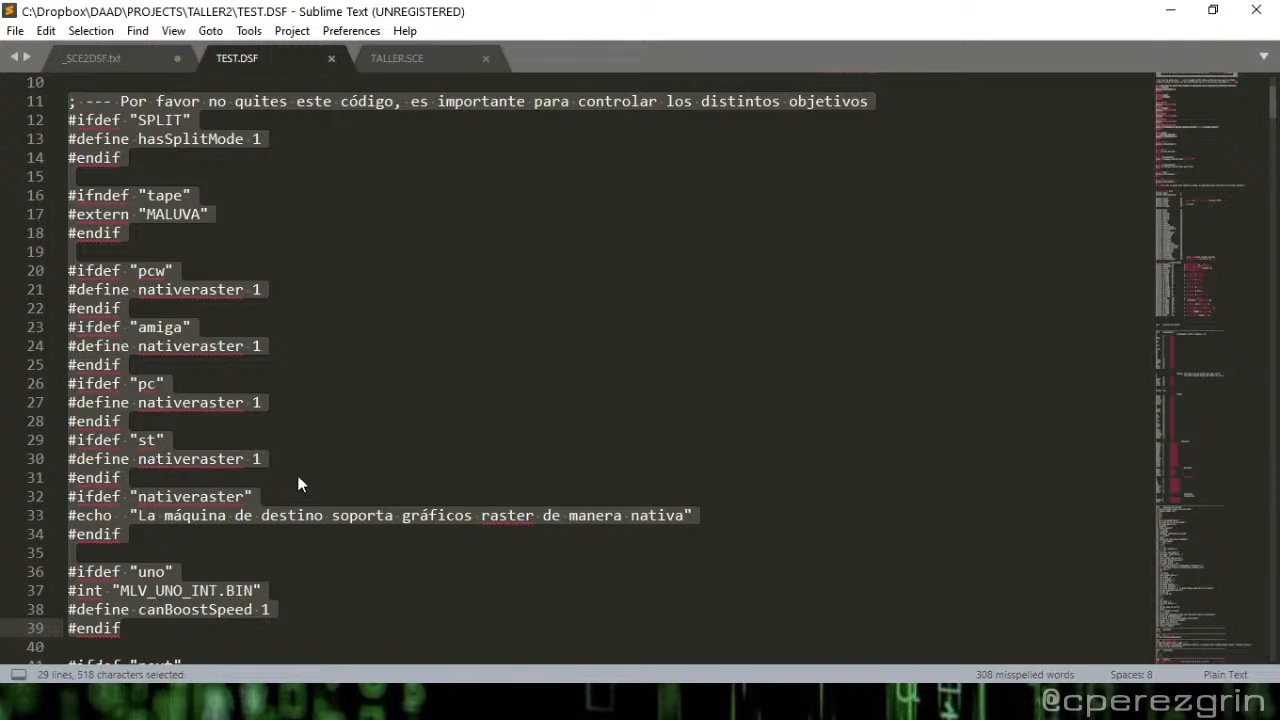 C:\Dropbox\DAAD\PROJECTS\TALLER2\TEST.DSF - Sublime Text (UNREGISTERED)
File Edit Selection Find View Goto Tools Project Preferences Help
_SCE2DSF.txt TEST.DSF TALLER.SCE
10
11 ; --- Por favor no quites este código, es importante para controlar los distintos objetivos
12 #ifdef "SPLIT"
13 #define hasSplitMode 1
14 #endif
15
16 #ifndef "tape"
17 #extern "MALUVA"
18 #endif
19
20 #ifdef "pcw"
21 #define nativeraster 1
22 #endif
23 #ifdef "amiga"
24 #define nativeraster 1
25 #endif
26 #ifdef "pc"
27 #define nativeraster 1
28 #endif
29 #ifdef "st"
30 #define nativeraster 1
31 #endif
32 #ifdef "nativeraster"
33 #echo "La máquina de destino soporta gráficos raster de manera nativa"
34 #endif
35
36 #ifdef "uno"
37 #int "MLV_UNO_INT.BIN"
38 #define canBoostSpeed 1
39 #endif
40
29 lines, 518 characters selected 308 misspelled words Spaces: 8 Plain Text
@cperezgrin